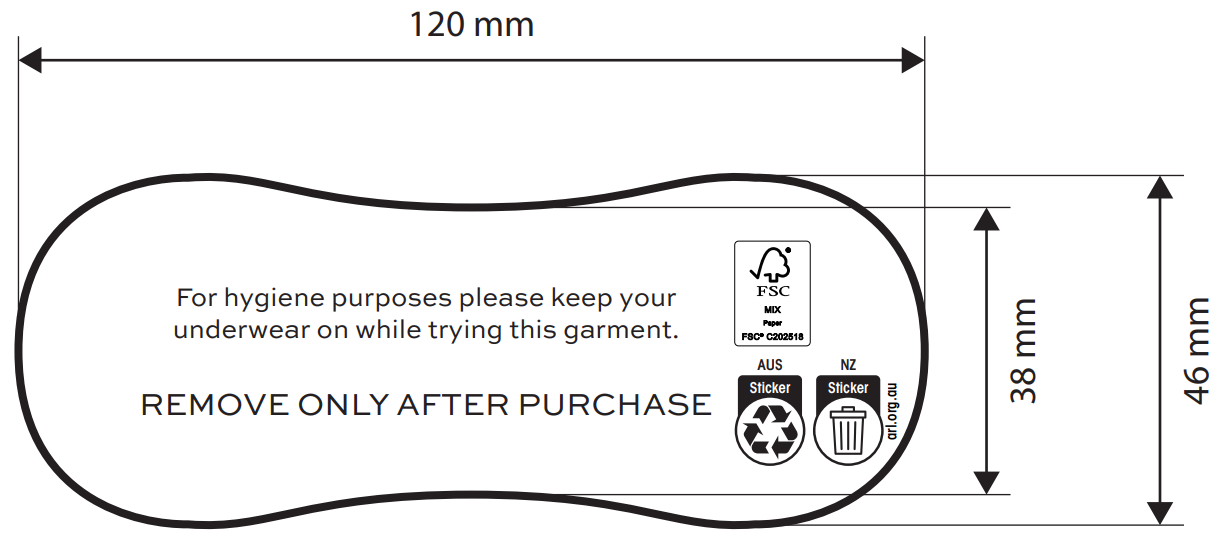 120 mm
For hygiene purposes please keep your
underwear on while trying this garment.
REMOVE ONLY AFTER PURCHASE
FSC
MIX
Paper
FSC® C202518
AUS
Sticker
NZ
Sticker
arl.org.au
38 mm
46 mm